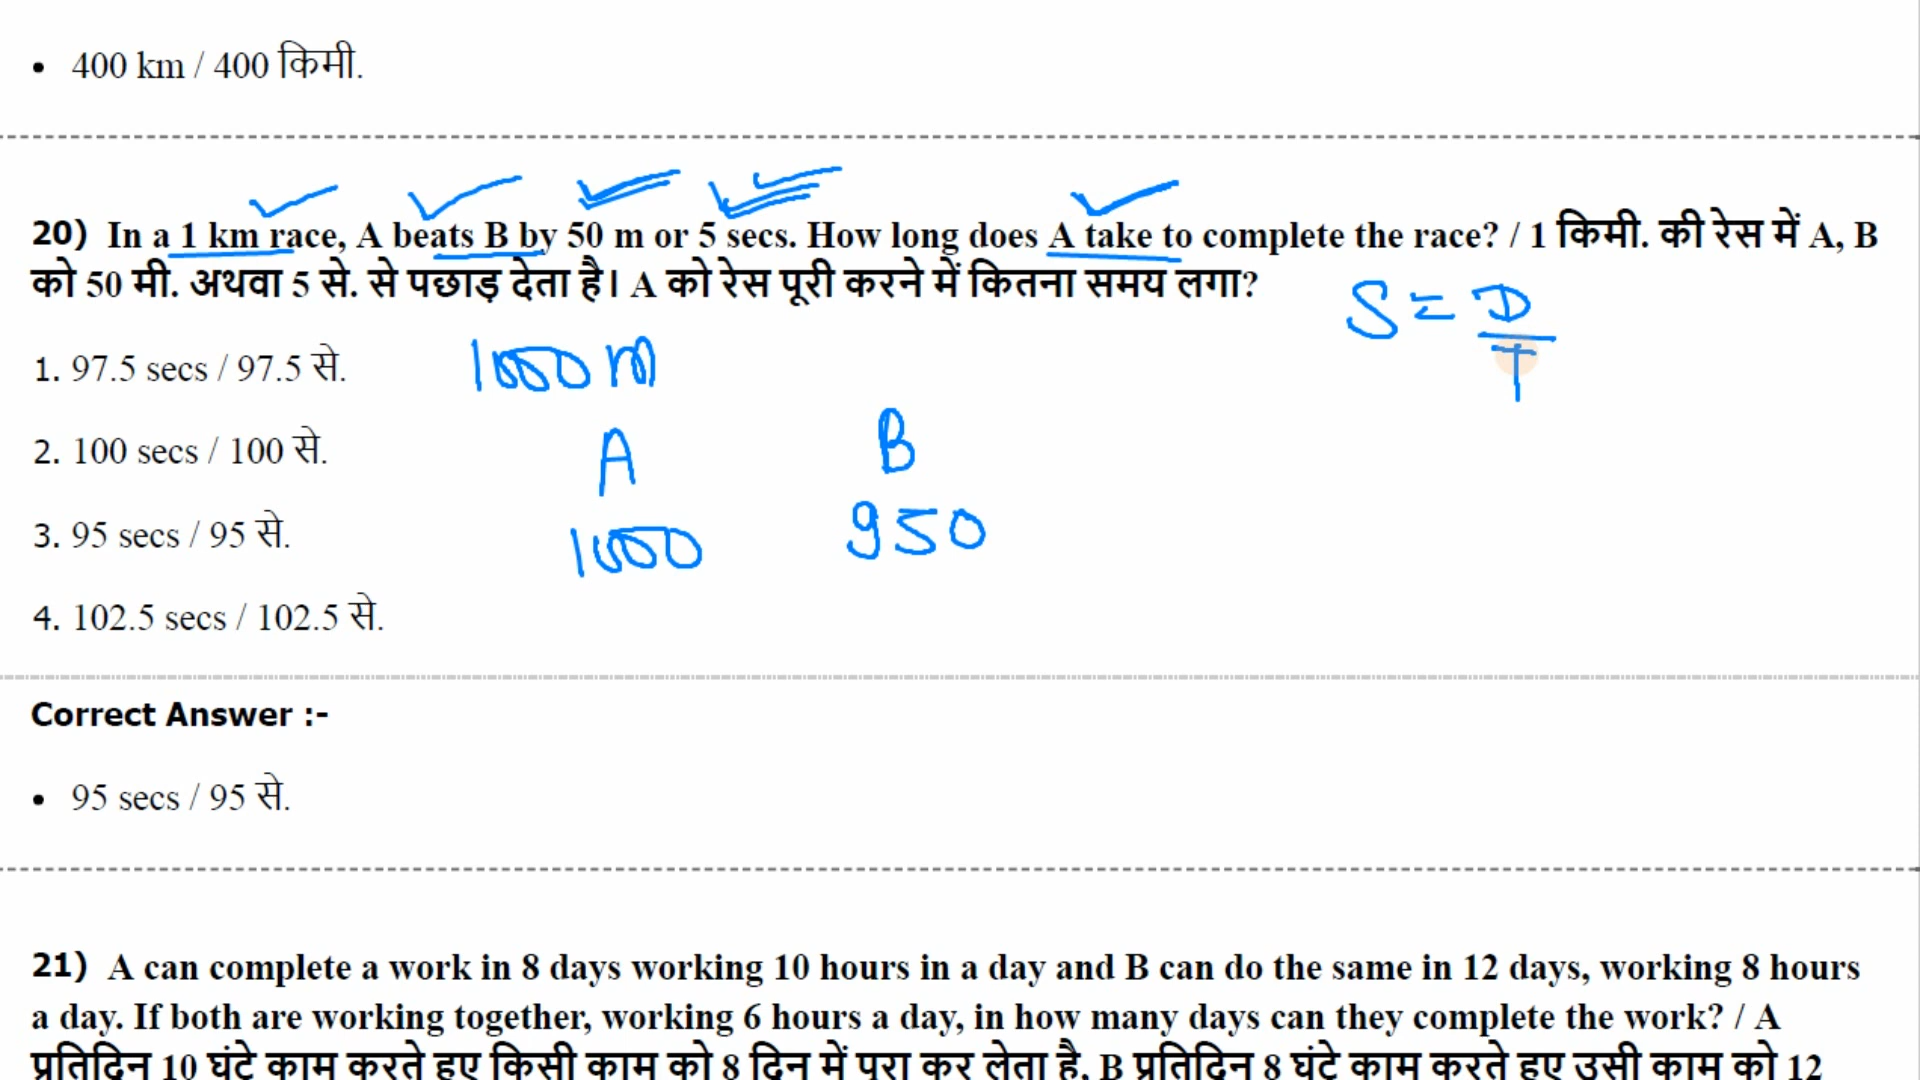 • 400 km / 400 किमी.
20) In a 1 km race, A beats B by 50 m or 5 secs. How long does A take to complete the race? / 1 किमी. की रेस में A, B
को 50 मी. अथवा 5 से. से पछाड़ देता है। A को रेस पूरी करने में कितना समय लगा?
S = D
T
1. 97.5 secs / 97.5 से.
1000 m
2. 100 secs / 100 से.
A B
3. 95 secs / 95 से.
1000 950
4. 102.5 secs / 102.5 से.
Correct Answer :-
• 95 secs / 95 से.
21) A can complete a work in 8 days working 10 hours in a day and B can do the same in 12 days, working 8 hours
a day. If both are working together, working 6 hours a day, in how many days can they complete the work? / A
प्रतिदिन 10 घंटे काम करते हुए किसी काम को 8 दिन में पूरा कर लेता है, B प्रतिदिन 8 घंटे काम करते हुए उसी काम को 12